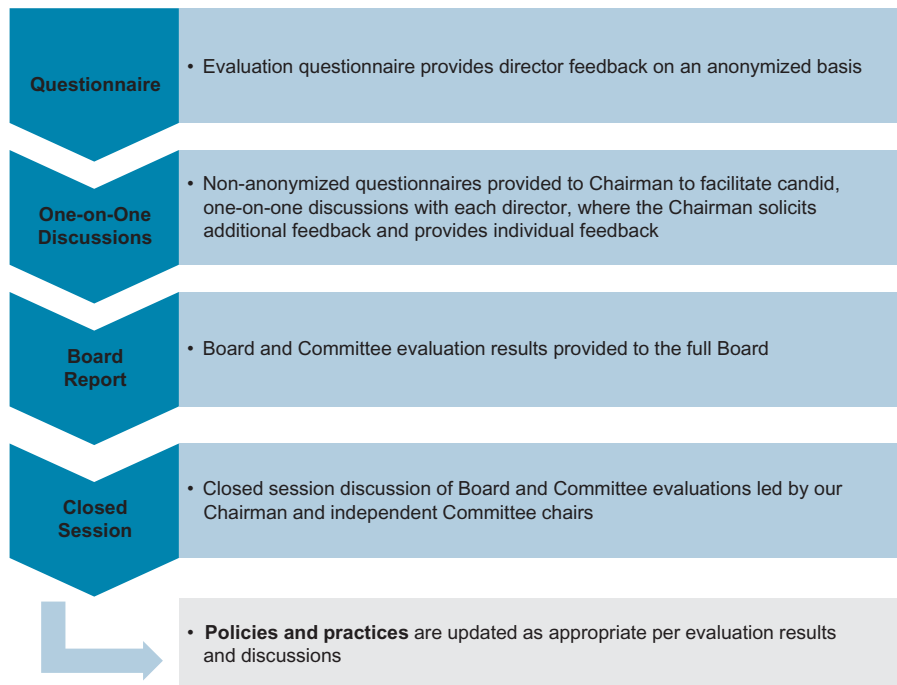 Questionnaire
• Evaluation questionnaire provides director feedback on an anonymized basis
One-on-One
Discussions
• Non-anonymized questionnaires provided to Chairman to facilitate candid,
one-on-one discussions with each director, where the Chairman solicits
additional feedback and provides individual feedback
Board
Report
• Board and Committee evaluation results provided to the full Board
Closed
Session
• Closed session discussion of Board and Committee evaluations led by our
Chairman and independent Committee chairs
• Policies and practices are updated as appropriate per evaluation results
and discussions